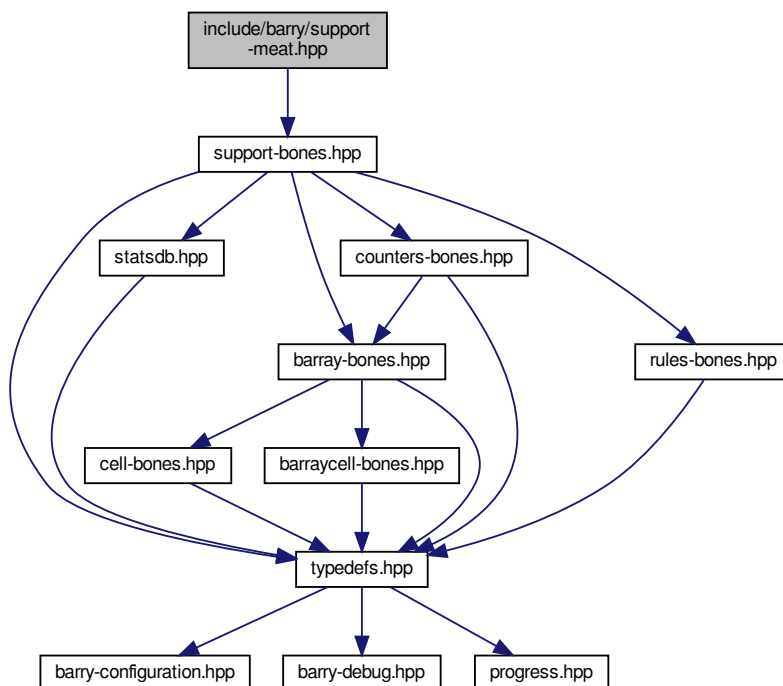 include/barry/support
-meat.hpp
support-bones.hpp
statsdb.hpp
counters-bones.hpp
barray-bones.hpp
rules-bones.hpp
cell-bones.hpp
barraycell-bones.hpp
typedefs.hpp
barry-configuration.hpp
barry-debug.hpp
progress.hpp